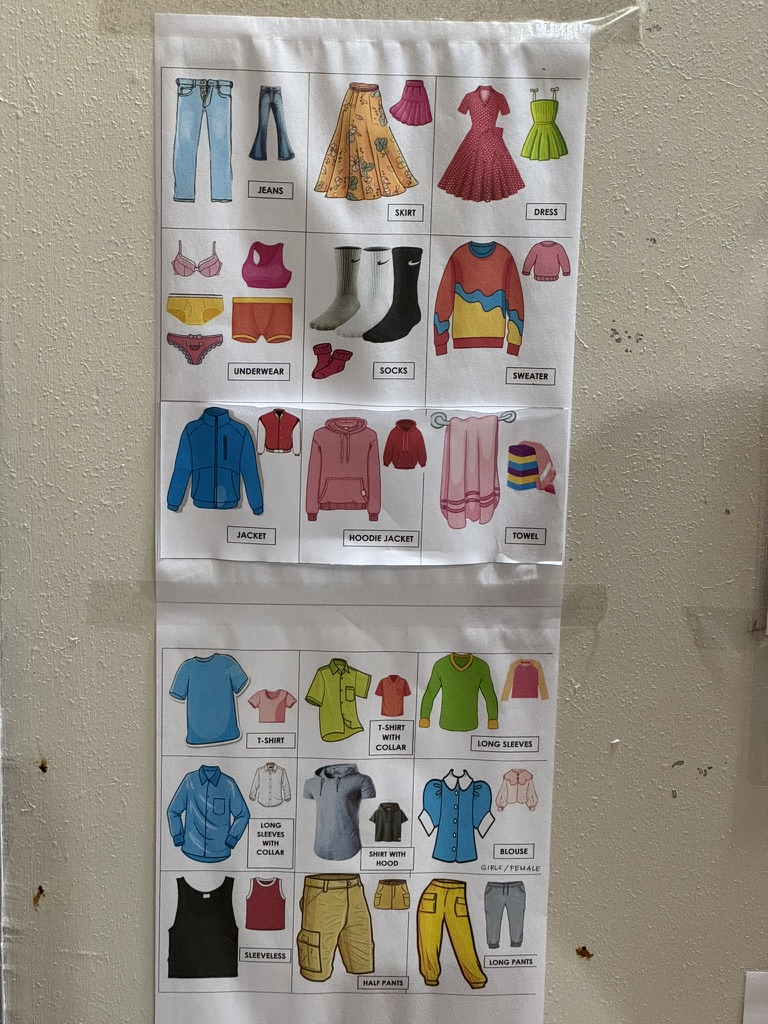 JEANS
SKIRT
DRESS
UNDERWEAR
SOCKS
SWEATER
JACKET
HOODIE JACKET
TOWEL
T-SHIRT
T-SHIRT
WITH
COLLAR
LONG SLEEVES
LONG
SLEEVES
WITH
COLLAR
SHIRT WITH
HOOD
BLOUSE
GIRLS/FEMALE
SLEEVELESS
HALF PANTS
LONG PANTS